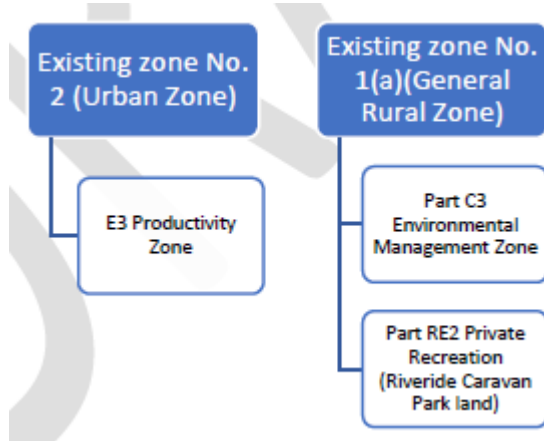 Existing zone No.
2 (Urban Zone)
E3 Productivity
Zone
Existing zone No.
1(a)(General
Rural Zone)
Part C3
Environmental
Management Zone
Part RE2 Private
Recreation
(Riveride Caravan
Park land)